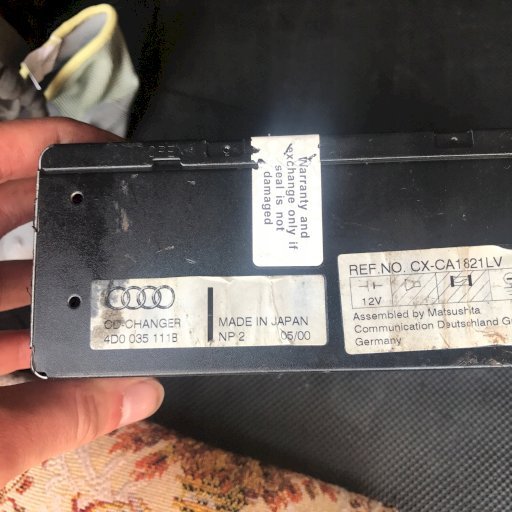 OPEN
Warranty and
exchange only if
seal is not
damaged
CD-CHANGER
4D0 035 111B
MADE IN JAPAN
NP 2 05/00
REF.NO. CX-CA1821LV
12V
Assembled by Matsushita
Communication Deutschland G
Germany